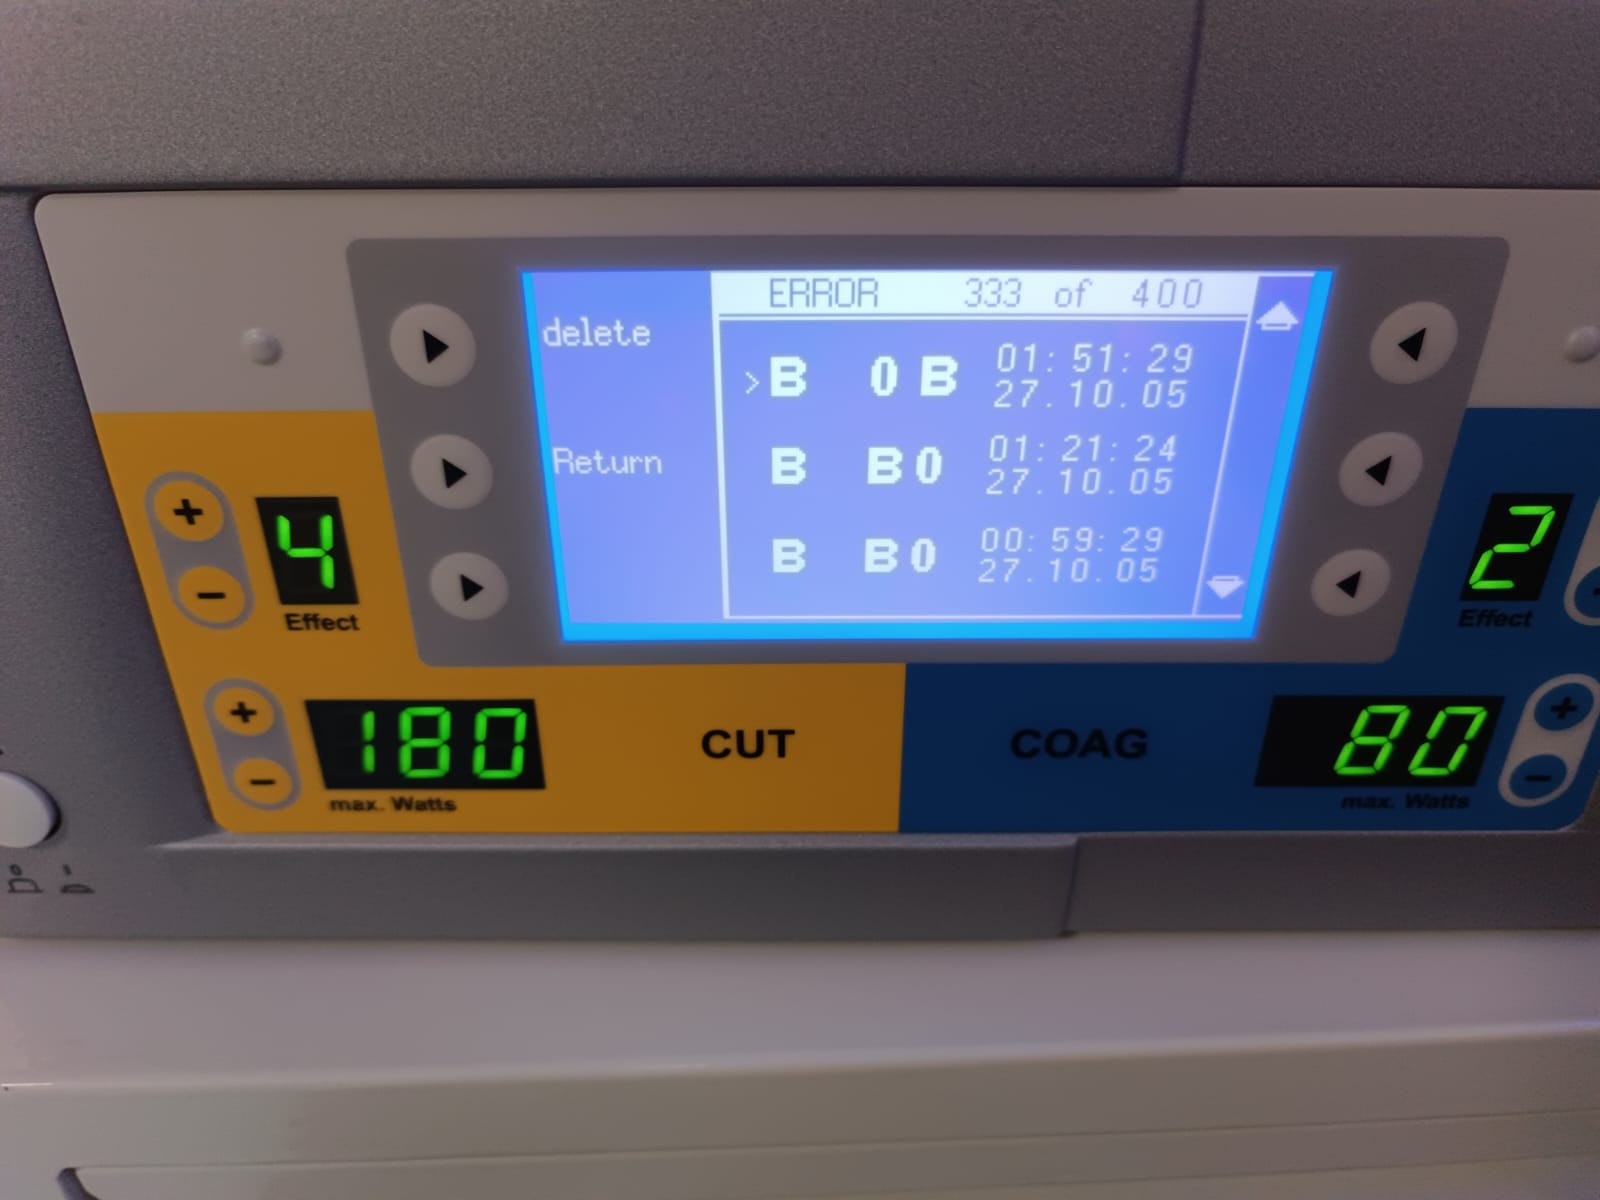 ERROR 333 of 400
delete
>B 0B 01:51:29
27.10.05
B B0 01:21:24
27.10.05
Return
B B0 00:59:29
27.10.05
+
-
4
Effect
2
Effect
+
-
180
max. Watts
CUT
COAG
80
max. Watts
+
-